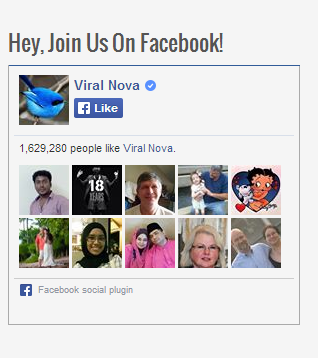 Hey, Join Us On Facebook!
Viral Nova
Like
1,629,280 people like Viral Nova.
18
YEARS
Facebook social plugin